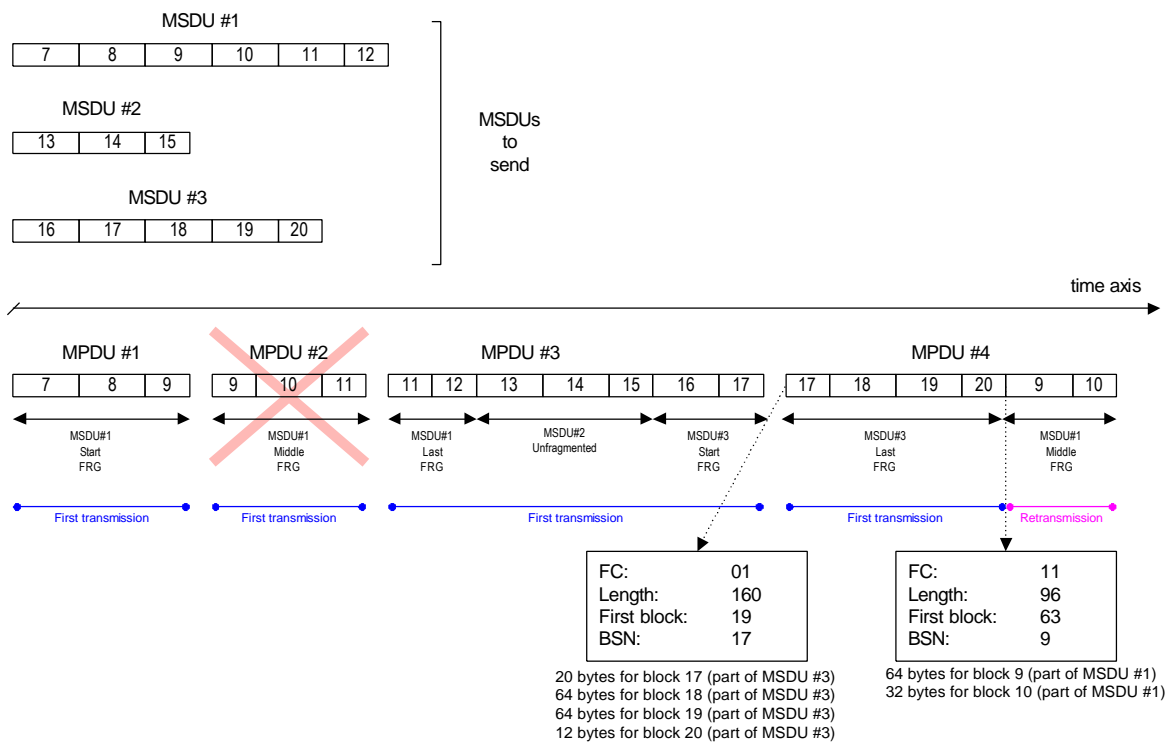 MSDU #1
7 8 9 10 11 12
MSDU #2
13 14 15
MSDU #3
16 17 18 19 20
MSDUs
to
send
time axis
MPDU #1
7 8 9
MSDU#1
Start
FRG
First transmission
MPDU #2
9 10 11
MSDU#1
Middle
FRG
First transmission
MPDU #3
11 12 13 14 15 16 17
MSDU#1
Last
FRG
MSDU#2
Unfragmented
MSDU#3
Start
FRG
First transmission
MPDU #4
17 18 19 20 9 10
MSDU#3
Last
FRG
MSDU#1
Middle
FRG
First transmission
Retransmission
FC: 01
Length: 160
First block: 19
BSN: 17
20 bytes for block 17 (part of MSDU #3)
64 bytes for block 18 (part of MSDU #3)
64 bytes for block 19 (part of MSDU #3)
12 bytes for block 20 (part of MSDU #3)
FC: 11
Length: 96
First block: 63
BSN: 9
64 bytes for block 9 (part of MSDU #1)
32 bytes for block 10 (part of MSDU #1)